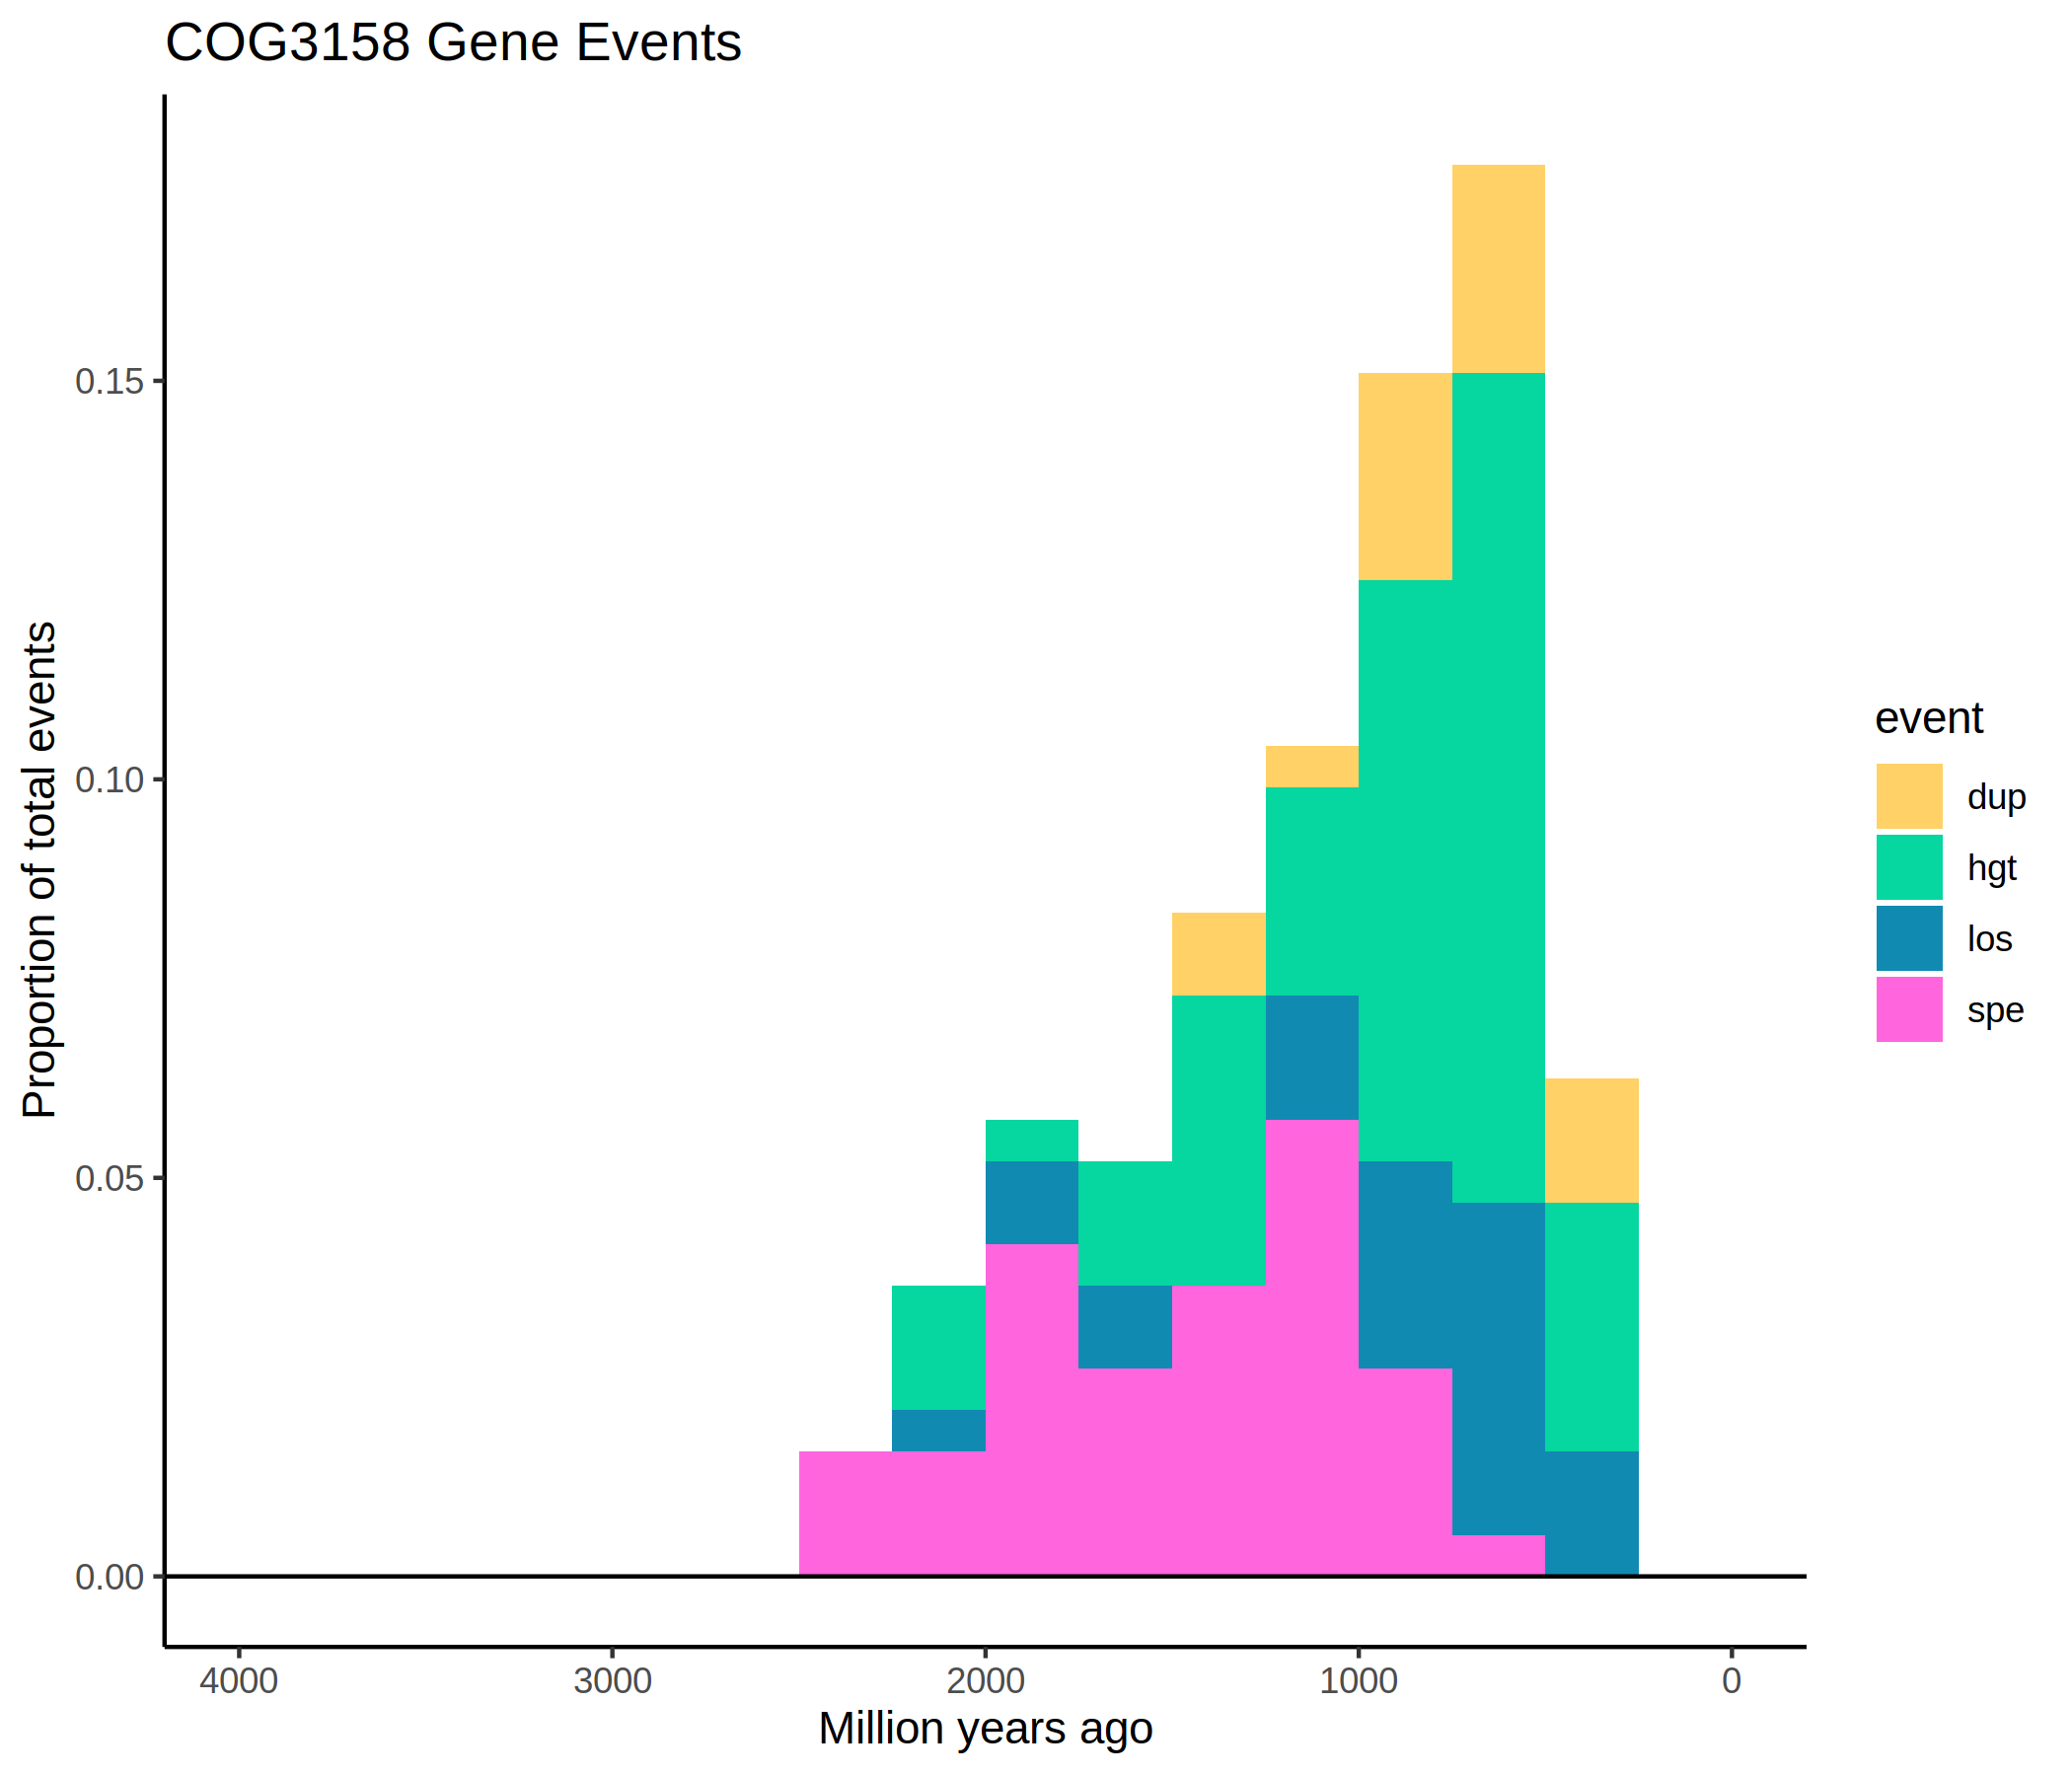 COG3158 Gene Events
Proportion of total events
0.15
0.10
0.05
0.00
4000 3000 2000 1000 0
Million years ago
event
dup
hgt
los
spe